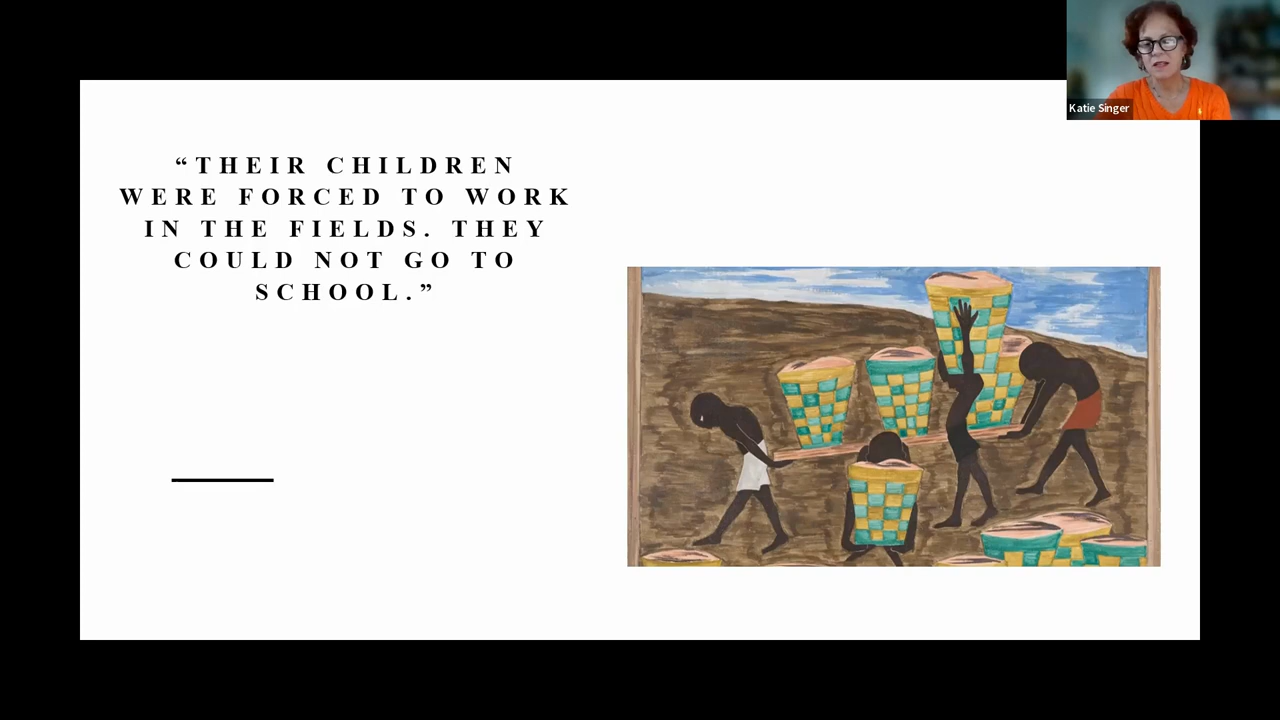 “THEIR CHILDREN
WERE FORCED TO WORK
IN THE FIELDS. THEY
COULD NOT GO TO
SCHOOL.”
Katie Singer